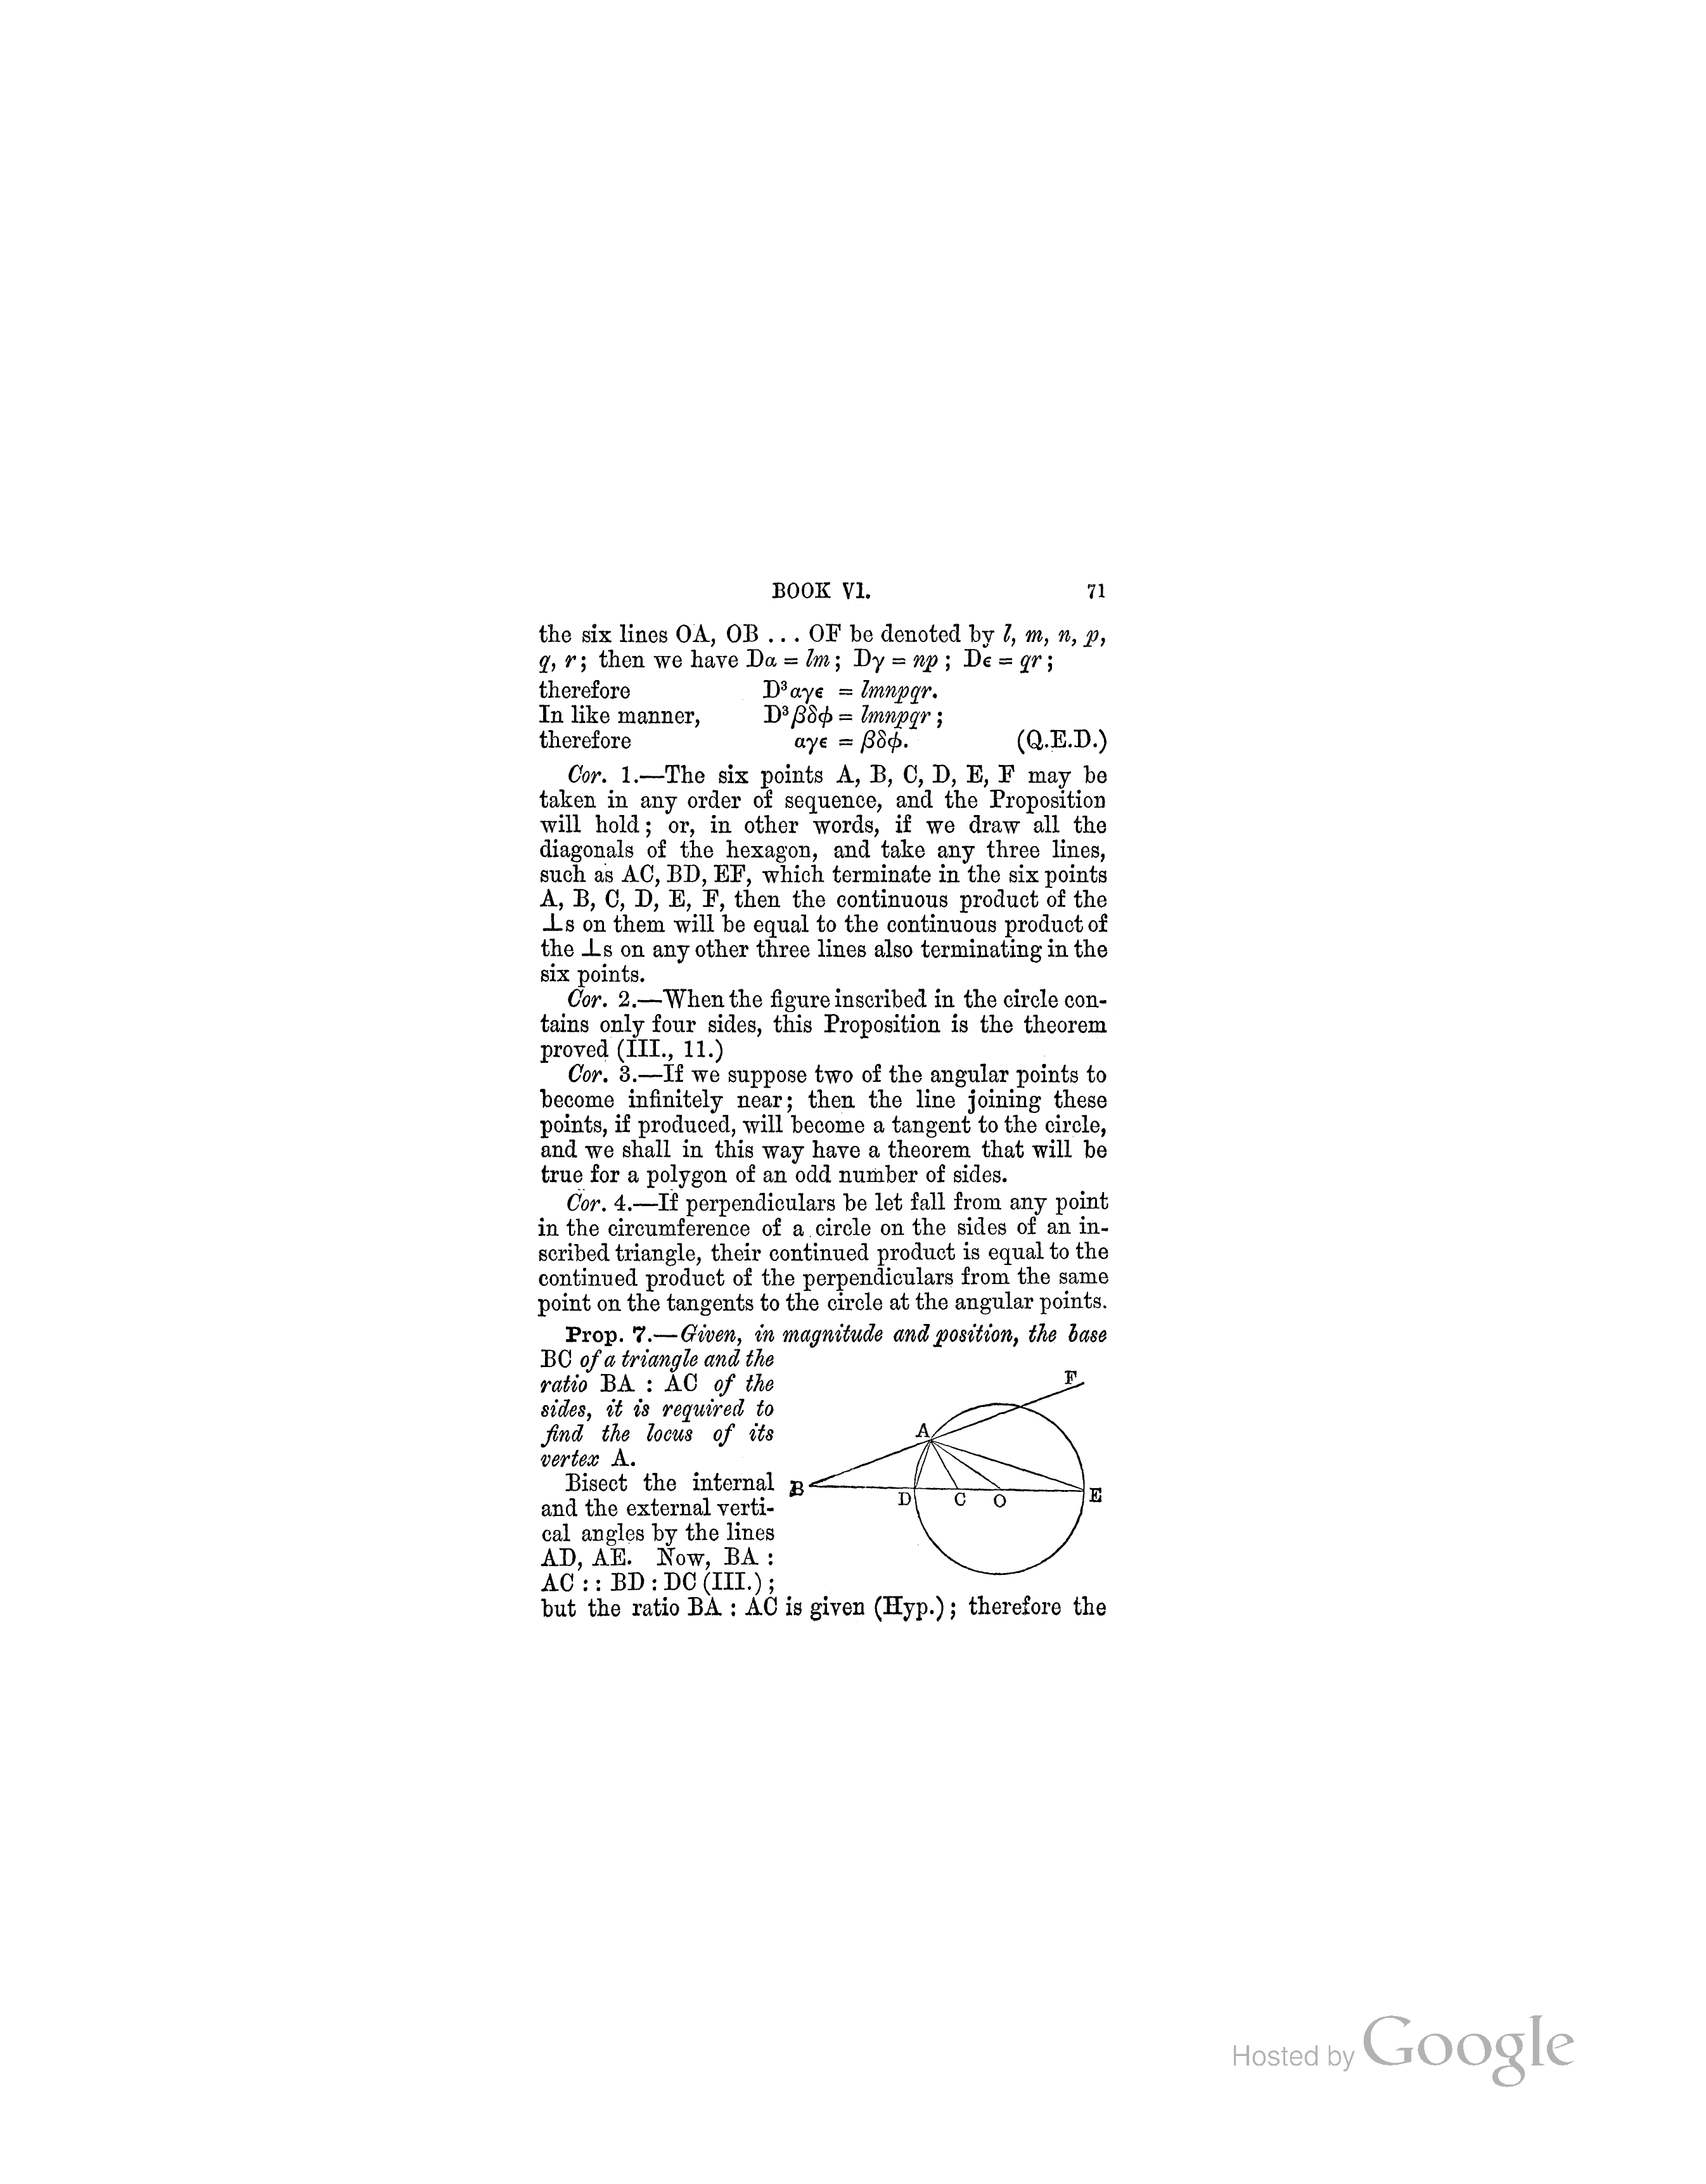 BOOK VI. 71
the six lines OA, OB ... OF be denoted by l, m, n, p,
q, r; then we have Dα = lm; Dγ = np; Dϵ = qr;
therefore D³αγϵ = lmnpqr.
In like manner, D³βδϕ = lmnpqr;
therefore αγϵ = βδϕ. (Q.E.D.)
Cor. 1.—The six points A, B, C, D, E, F may be
taken in any order of sequence, and the Proposition
will hold; or, in other words, if we draw all the
diagonals of the hexagon, and take any three lines,
such as AC, BD, EF, which terminate in the six points
A, B, C, D, E, F, then the continuous product of the
⊥s on them will be equal to the continuous product of
the ⊥s on any other three lines also terminating in the
six points.
Cor. 2.—When the figure inscribed in the circle con-
tains only four sides, this Proposition is the theorem
proved (III., 11.)
Cor. 3.—If we suppose two of the angular points to
become infinitely near; then the line joining these
points, if produced, will become a tangent to the circle,
and we shall in this way have a theorem that will be
true for a polygon of an odd number of sides.
Cor. 4.—If perpendiculars be let fall from any point
in the circumference of a circle on the sides of an in-
scribed triangle, their continued product is equal to the
continued product of the perpendiculars from the same
point on the tangents to the circle at the angular points.
Prop. 7.—Given, in magnitude and position, the base
BC of a triangle and the
ratio BA : AC of the
sides, it is required to
find the locus of its
vertex A.
Bisect the internal
and the external verti-
cal angles by the lines
AD, AE. Now, BA :
AC :: BD : DC (III.);
but the ratio BA : AC is given (Hyp.); therefore the
F
A
B
D
C
O
E
Hosted by Google